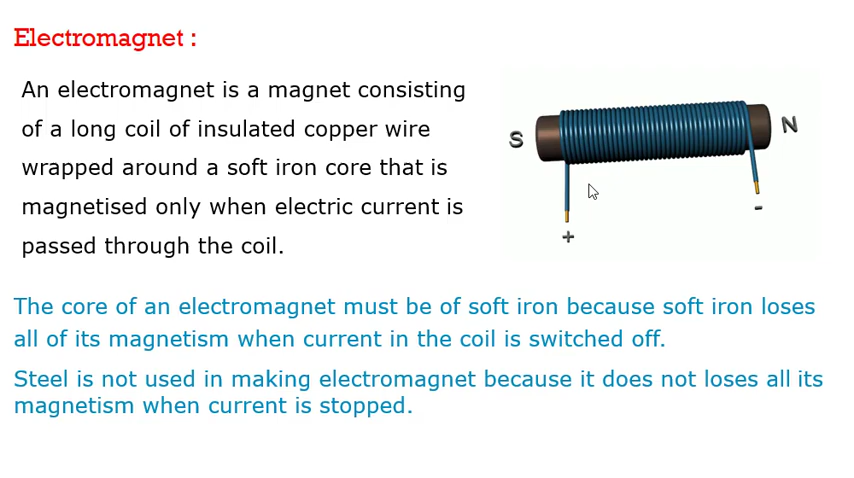 Electromagnet :
An electromagnet is a magnet consisting
of a long coil of insulated copper wire
wrapped around a soft iron core that is
magnetised only when electric current is
passed through the coil.
S
N
+
-
The core of an electromagnet must be of soft iron because soft iron loses
all of its magnetism when current in the coil is switched off.
Steel is not used in making electromagnet because it does not loses all its
magnetism when current is stopped.